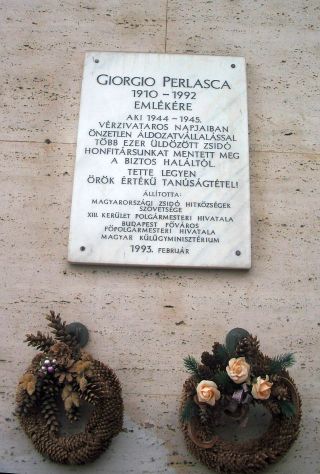 GIORGIO PERLASCA
1910 – 1992
EMLÉKÉRE
AKI 1944 – 1945.
VÉRZIVATAROS NAPJAIBAN
ÖNZETLEN ÁLDOZATVÁLLALÁSSAL
TÖBB EZER ÜLDÖZÖTT ZSIDÓ
HONFITÁRSUNKAT MENTETT MEG
A BIZTOS HALÁLTÓL.
TETTE LEGYEN
ÖRÖK ÉRTÉKŰ TANÚSÁGTÉTEL!
ÁLLÍTOTTA:
MAGYARORSZÁGI ZSIDÓ HITKÖZSÉGEK
SZÖVETSÉGE
XIII. KERÜLET POLGÁRMESTERI HIVATALA
BUDAPEST FŐVÁROS
FŐPOLGÁRMESTERI HIVATALA
MAGYAR KÜLÜGYMINISZTÉRIUM
1993. FEBRUÁR